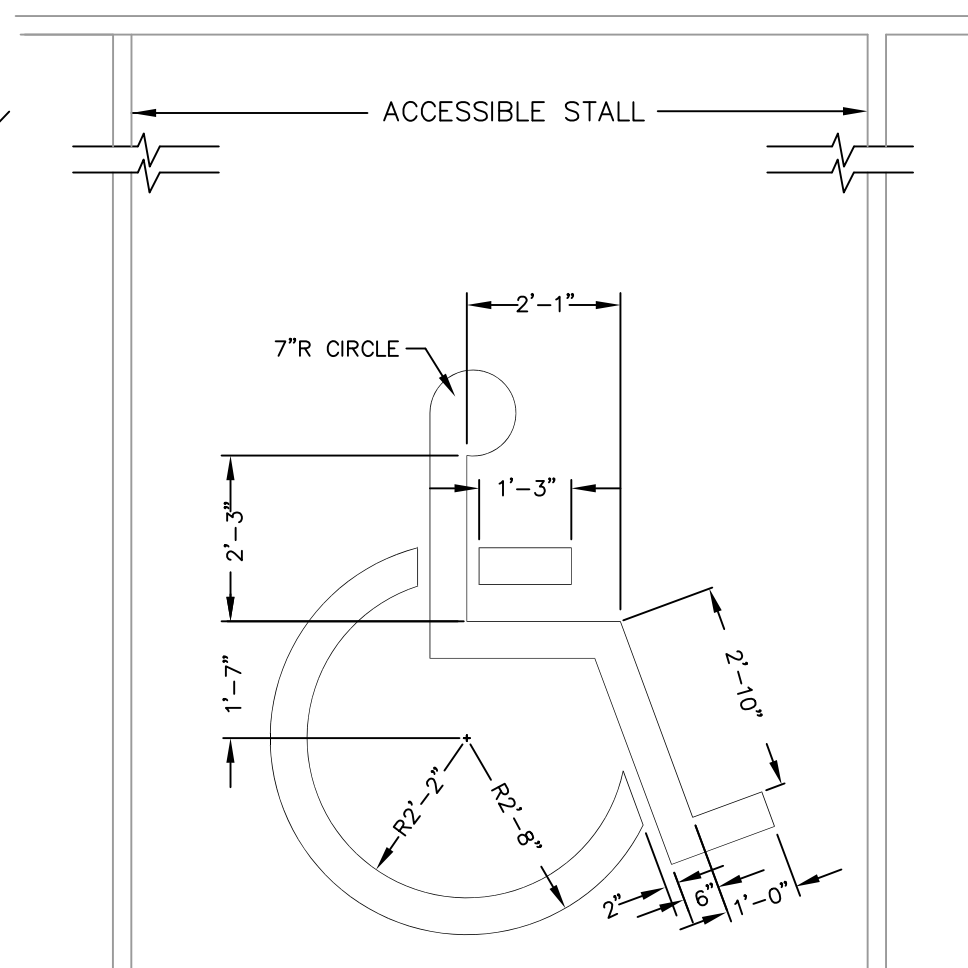 ACCESSIBLE STALL
2'-1"
7"R CIRCLE
1'-3"
2'-3"
1'-7"
2'-10"
R2'-2"
R2'-8"
2"
6"
1'-0"